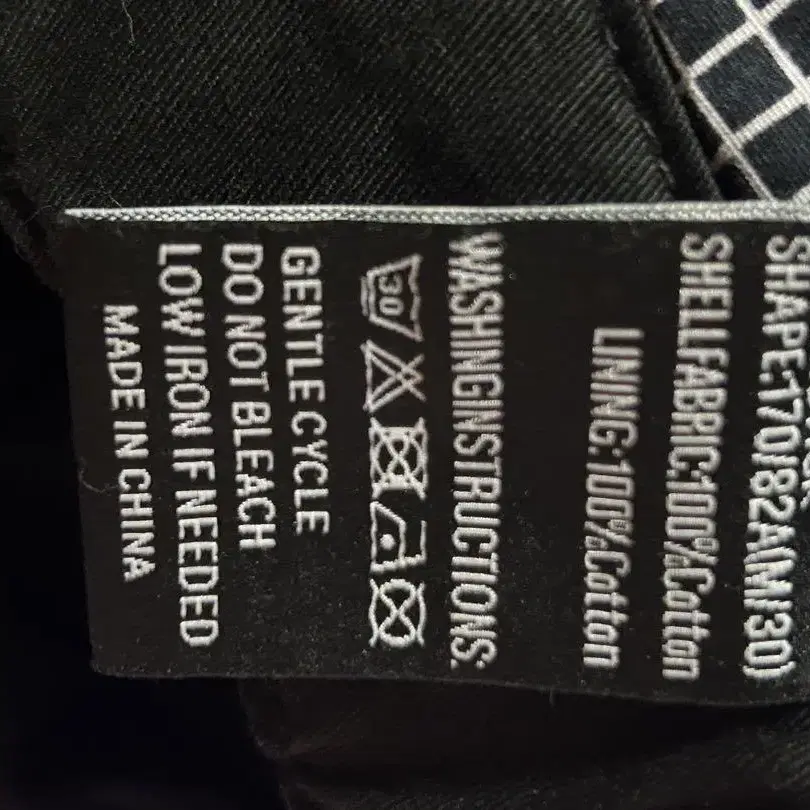 SHAPE:170/82A(W30)
SHELLFABRIC:100%Cotton
LINING:100%Cotton
WASHINGINSTRUCTIONS:
30
GENTLE CYCLE
DO NOT BLEACH
LOW IRON IF NEEDED
MADE IN CHINA